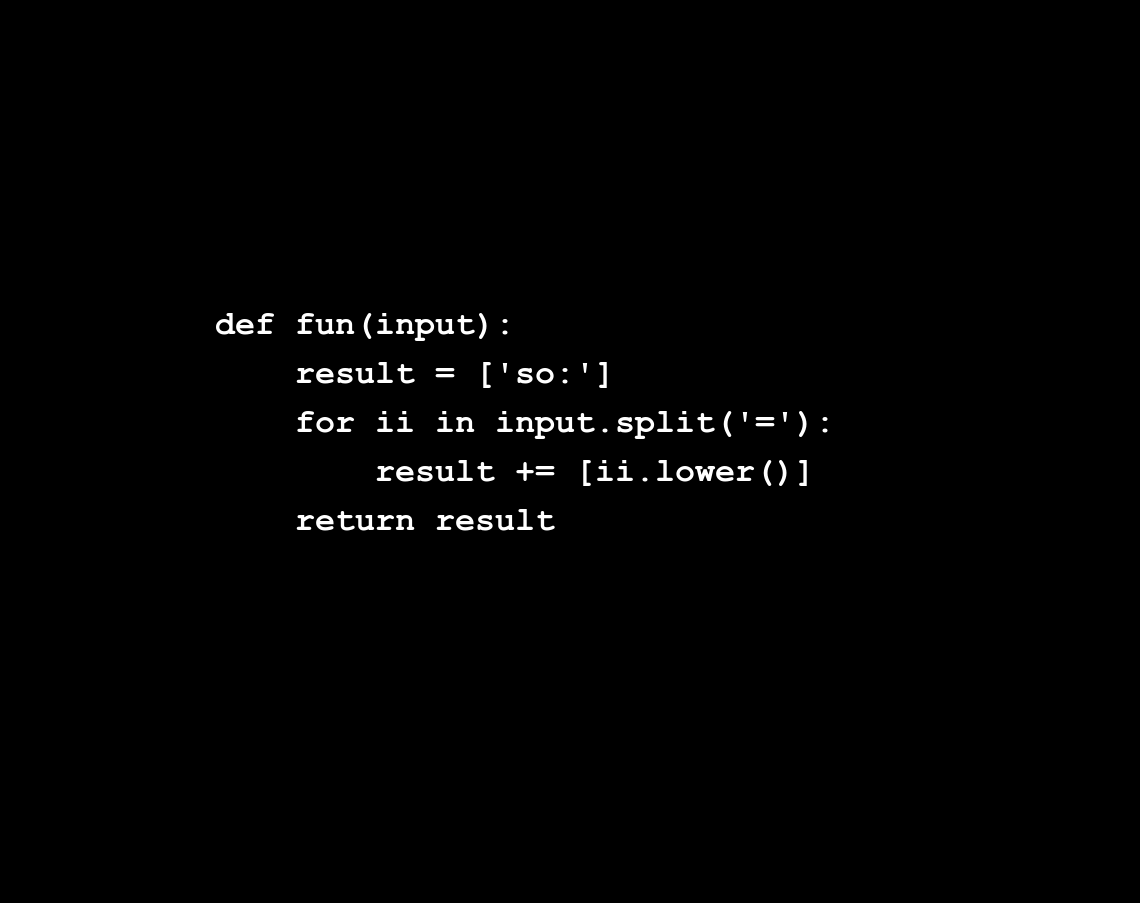 def fun(input):
    result = ['so:']
    for ii in input.split('='):
        result += [ii.lower()]
    return result